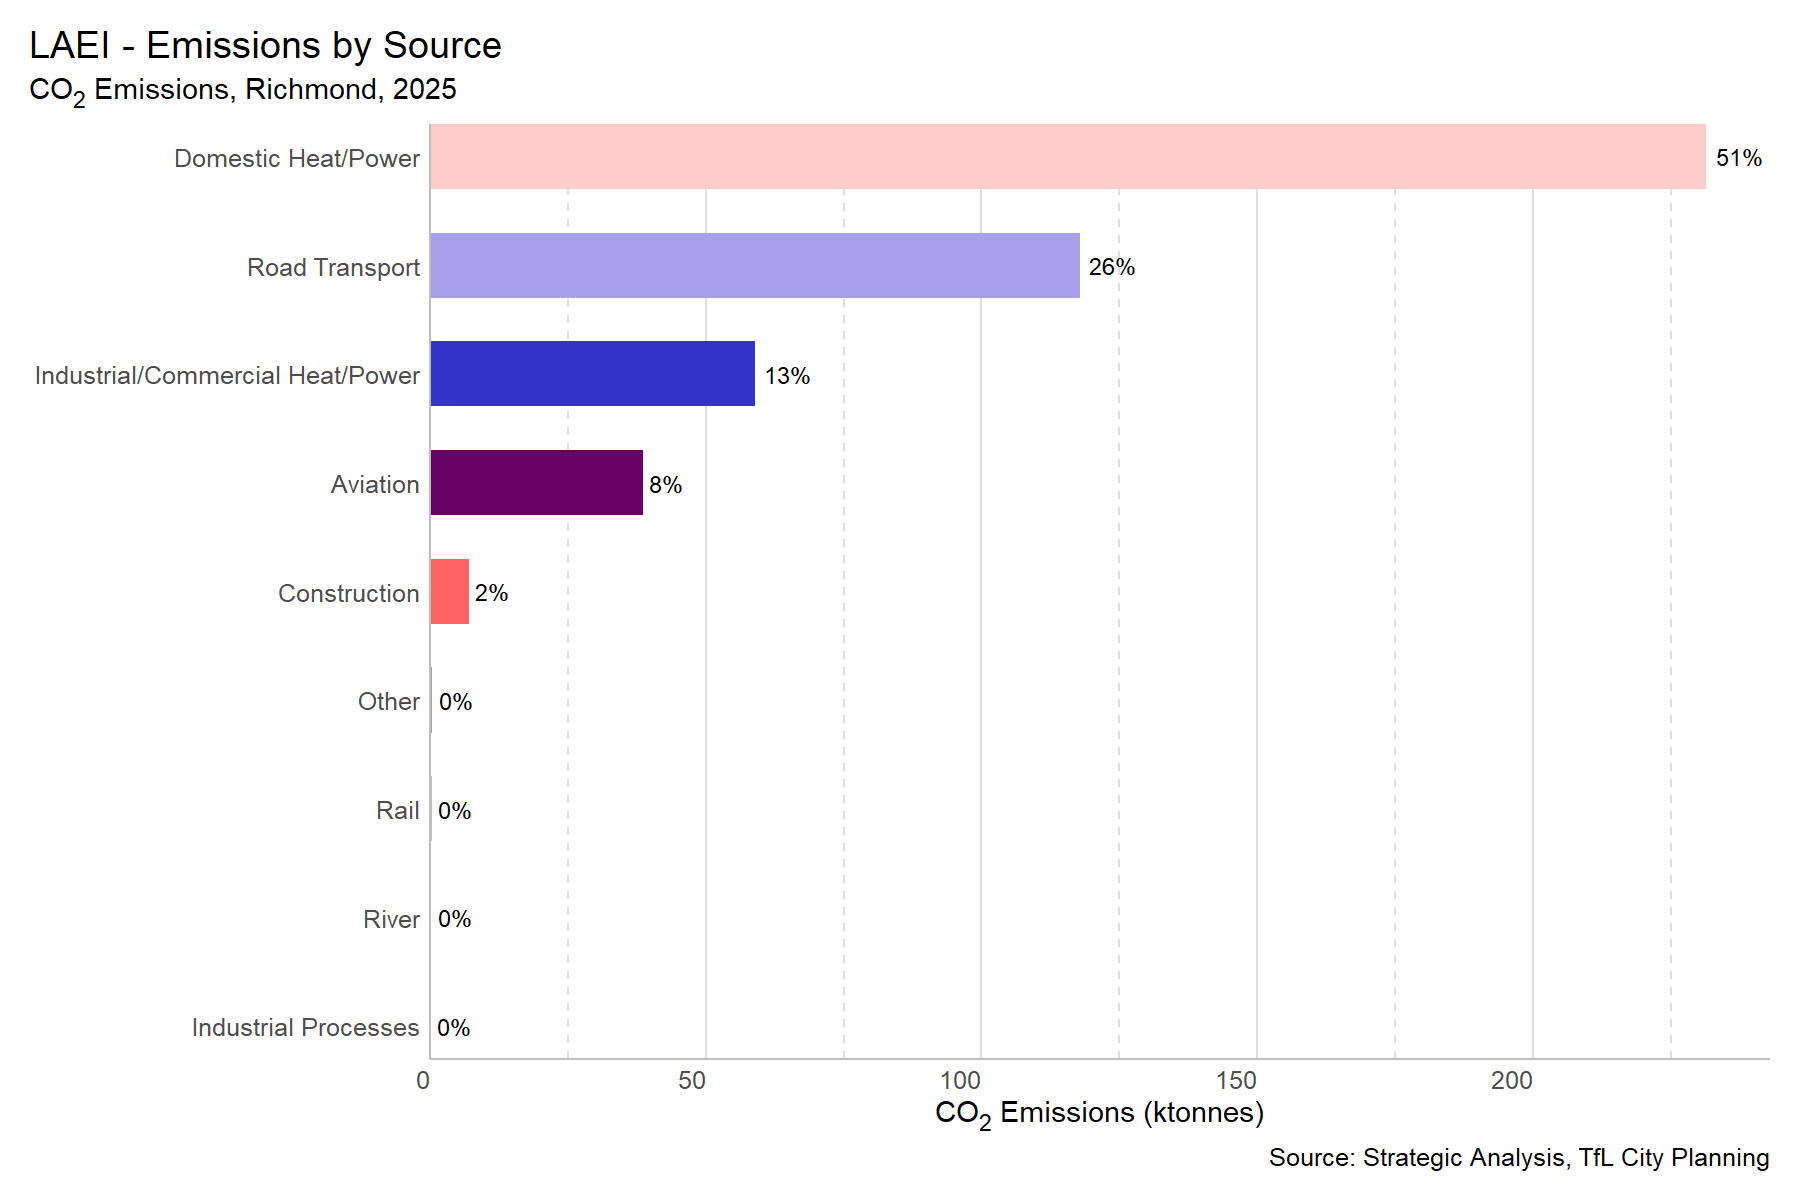 LAEI - Emissions by Source
CO₂ Emissions, Richmond, 2025
Domestic Heat/Power 51%
Road Transport 26%
Industrial/Commercial Heat/Power 13%
Aviation 8%
Construction 2%
Other 0%
Rail 0%
River 0%
Industrial Processes 0%
0 50 100 150 200
CO₂ Emissions (ktonnes)
Source: Strategic Analysis, TfL City Planning